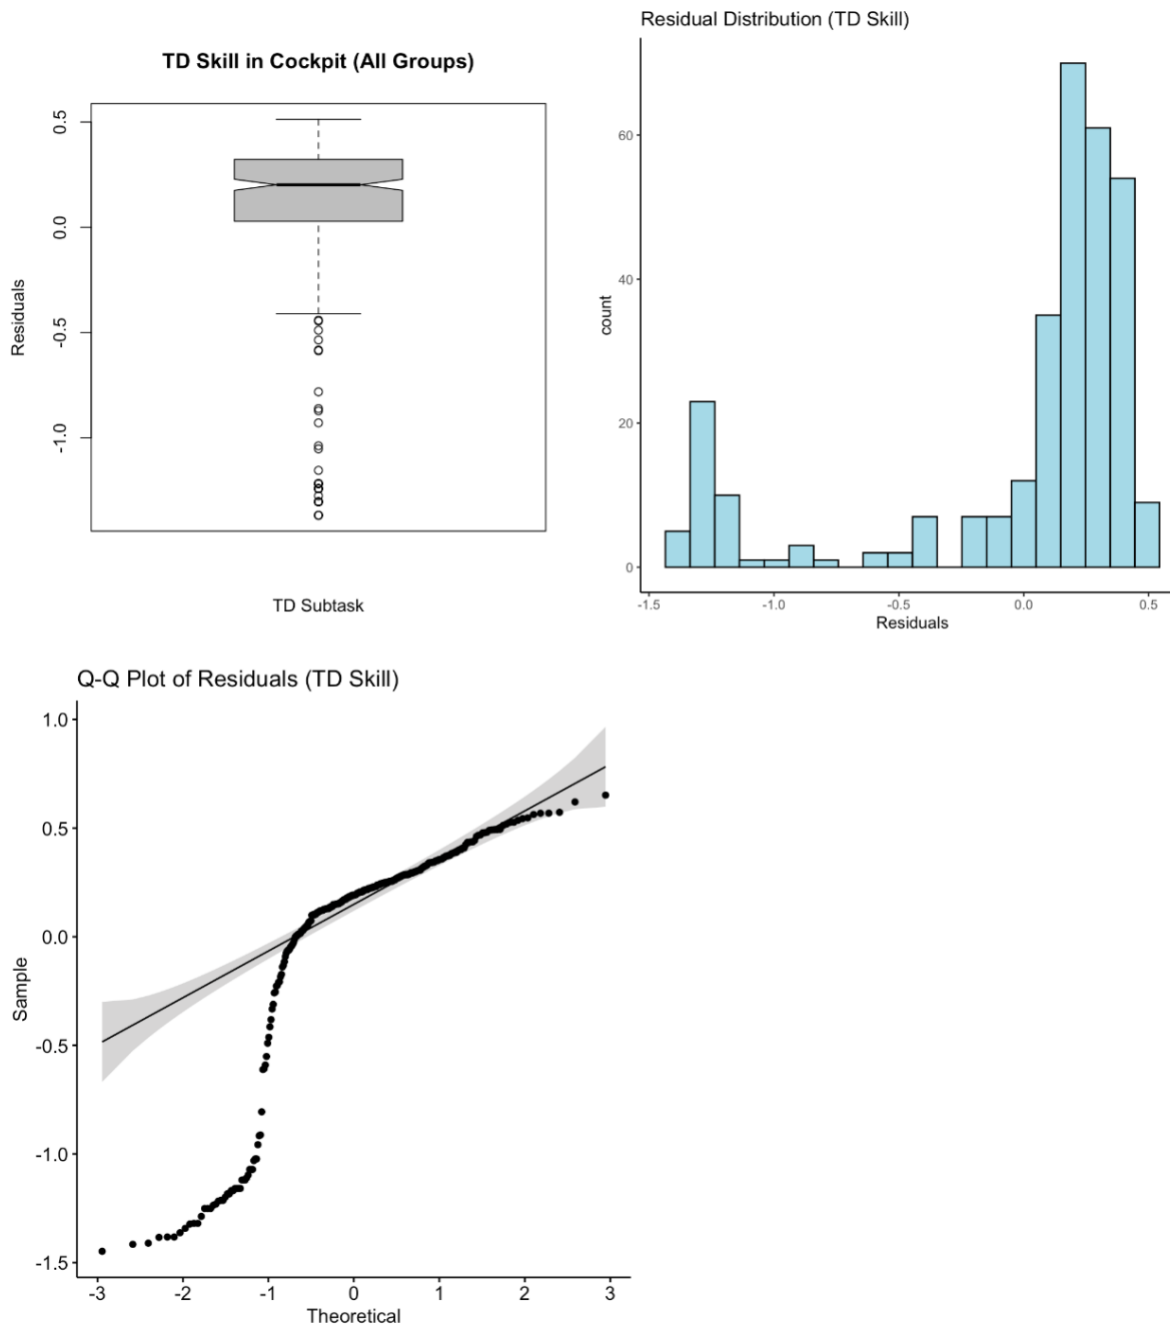 TD Skill in Cockpit (All Groups)
0.5
0.0
-0.5
-1.0
Residuals
TD Subtask
Residual Distribution (TD Skill)
60
40
20
0
count
-1.5 -1.0 -0.5 0.0 0.5
Residuals
Q-Q Plot of Residuals (TD Skill)
1.0
0.5
0.0
-0.5
-1.0
-1.5
Sample
-3 -2 -1 0 1 2 3
Theoretical